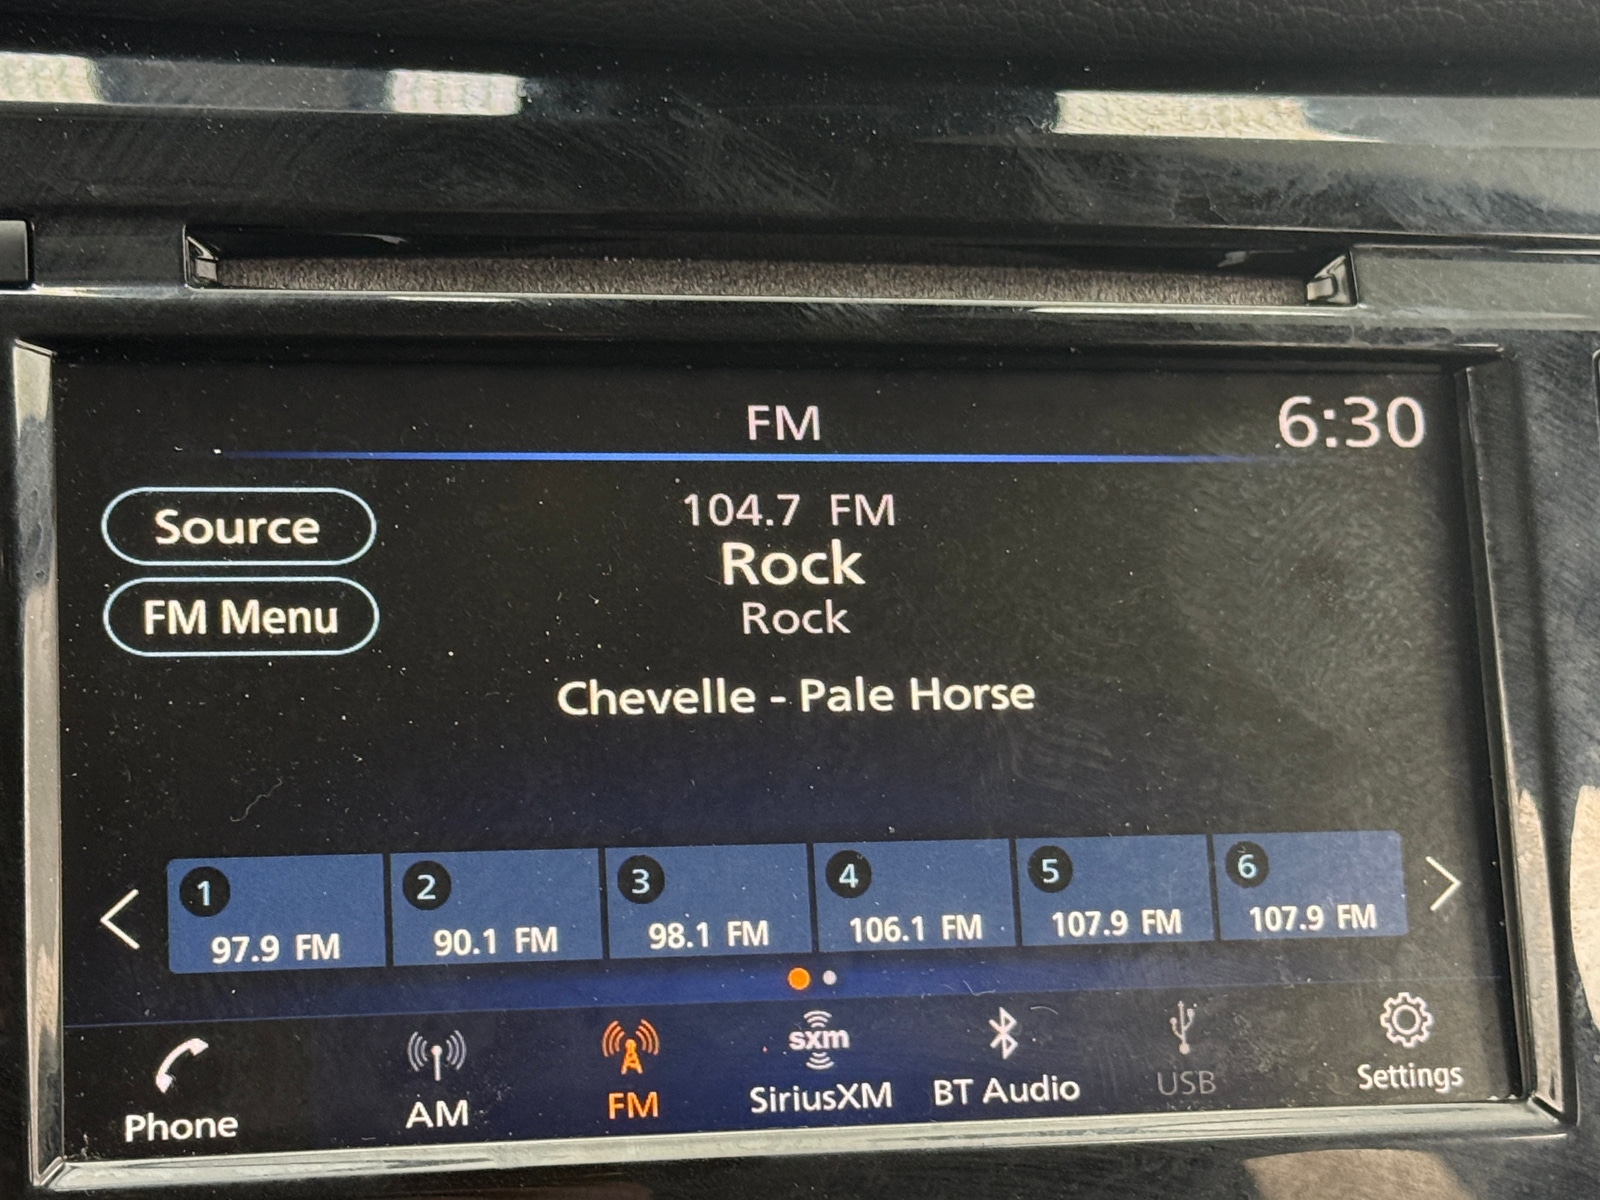 FM
6:30
Source
104.7 FM
Rock
FM Menu
Rock
Chevelle - Pale Horse
1
97.9 FM
2
90.1 FM
3
98.1 FM
4
106.1 FM
5
107.9 FM
6
107.9 FM
Phone
AM
FM
sxm
SiriusXM
BT Audio
USB
Settings